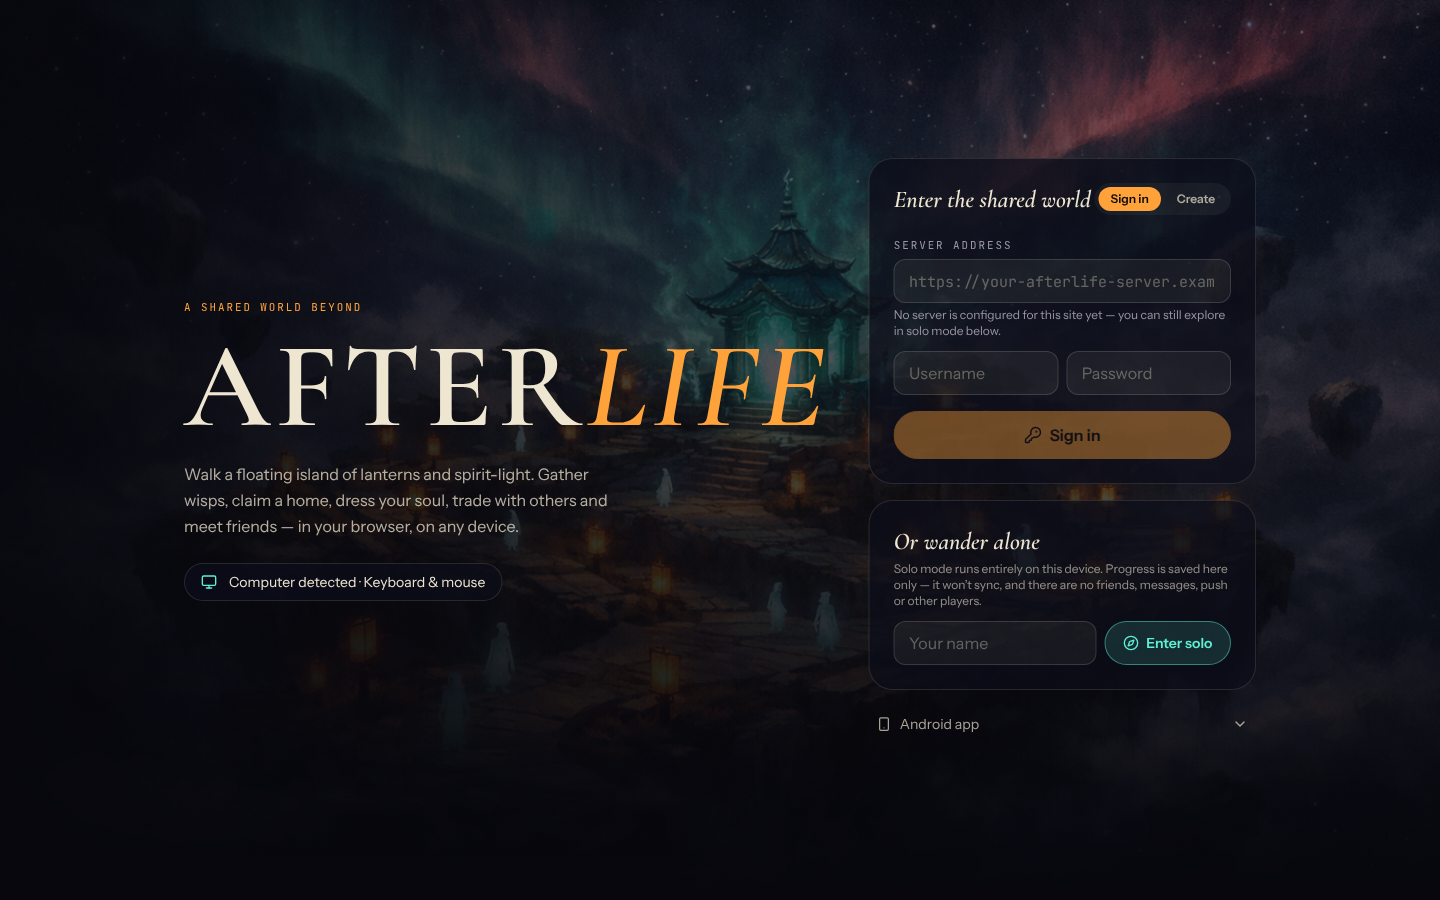 A SHARED WORLD BEYOND
AFTERLIFE
Walk a floating island of lanterns and spirit-light. Gather
wisps, claim a home, dress your soul, trade with others and
meet friends — in your browser, on any device.
Computer detected · Keyboard & mouse
Enter the shared world
Sign in
Create
SERVER ADDRESS
https://your-afterlife-server.exam
No server is configured for this site yet — you can still explore
in solo mode below.
Username
Password
Sign in
Or wander alone
Solo mode runs entirely on this device. Progress is saved here
only — it won't sync, and there are no friends, messages, push
or other players.
Your name
Enter solo
Android app